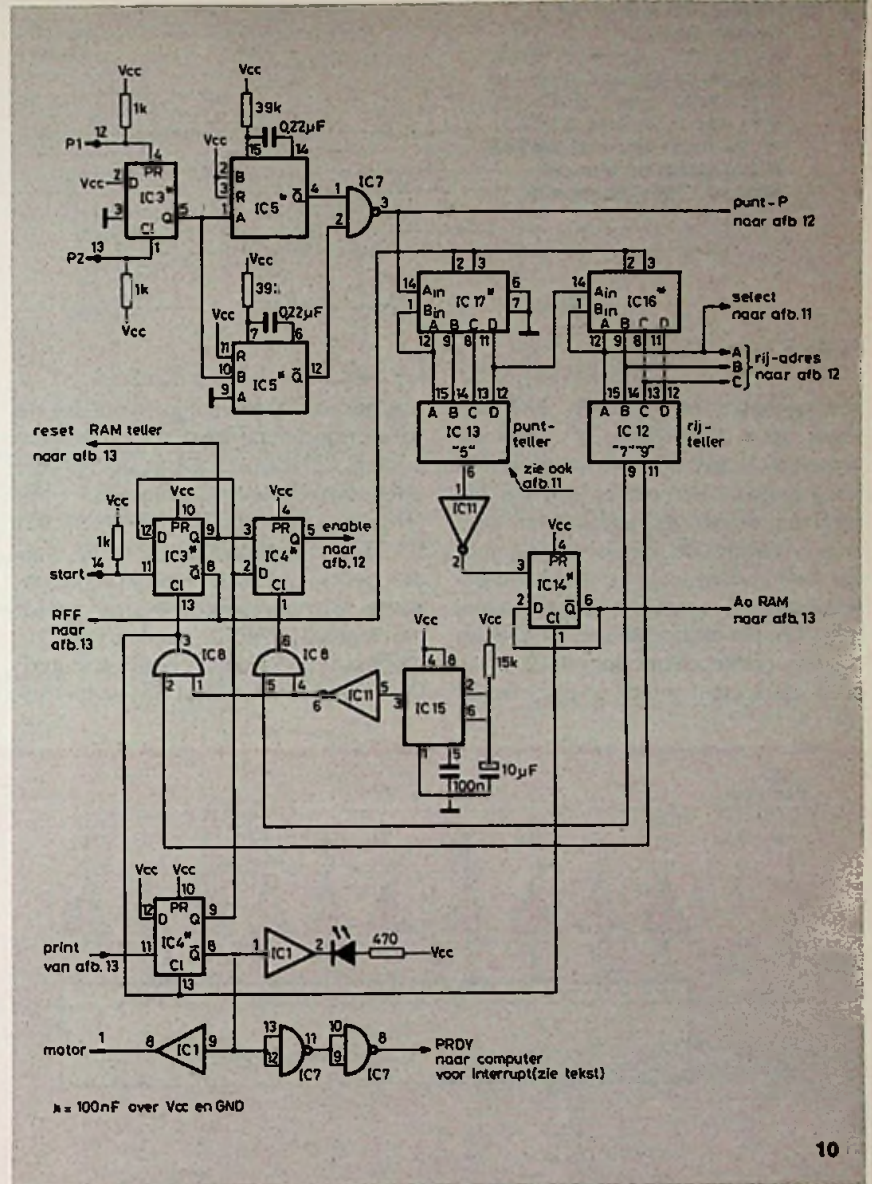 Vcc
Vcc
1k
39k
0,22µF
P1 12
4
15
14
Vcc
IC7
Vcc
2
D
PR
IC3*
2
B
3
R
IC5*
Q̄
4
1
3
punt-P
naar afb 12
3
Q
5
1
A
2
Cl
P2 13
1
Vcc
2
3
2
3
1k
39
0,22µF
14
Ain
IC 17*
6
14
Ain
IC16*
select
naar afb.11
Vcc
Vcc
7
6
1
Bin
7
1
Bin
11
R
A
B
C
D
A
B
C
D
10
B
Q̄
12
12
9
8
11
12
9
8
11
A
B
C
rij-adres
naar afb 12
9
A
IC5*
15
14
13
12
15
14
13
12
A
B
C
D
A
B
C
D
reset RAM teller
naar afb 13
IC 13
"5"
punt-
teller
IC 12
"7" "9"
rij-
teller
6
zie ook
afb.11
9
11
Vcc
Vcc
Vcc
10
4
1
IC11
1k
12
D
PR
Q
9
3
PR
Q
5
enable
naar
afb.12
Vcc
IC3*
IC4*
2
4
start 14
11
Q̄
8
2
D
3
PR
IC14*
Cl
Cl
2
D
Q̄
6
Ao RAM
naar afb.13
RFF
naar
afb.13
13
1
Cl
1
3
IC8
6
IC8
Vcc
Vcc
2
1
5
4
15k
4
8
6
IC11
5
3
IC15
2
6
1
5
100n
10µF
Vcc
Vcc
10
12
D
PR
Q
9
IC4*
print
van afb.13
11
Q̄
8
1
IC1
2
470
Vcc
Cl
13
motor 1
8
IC1
9
13
12
11
IC7
10
9
8
IC7
PRDY
naar computer
voor interrupt(zie tekst)
* = 100nF over Vcc en GND
10